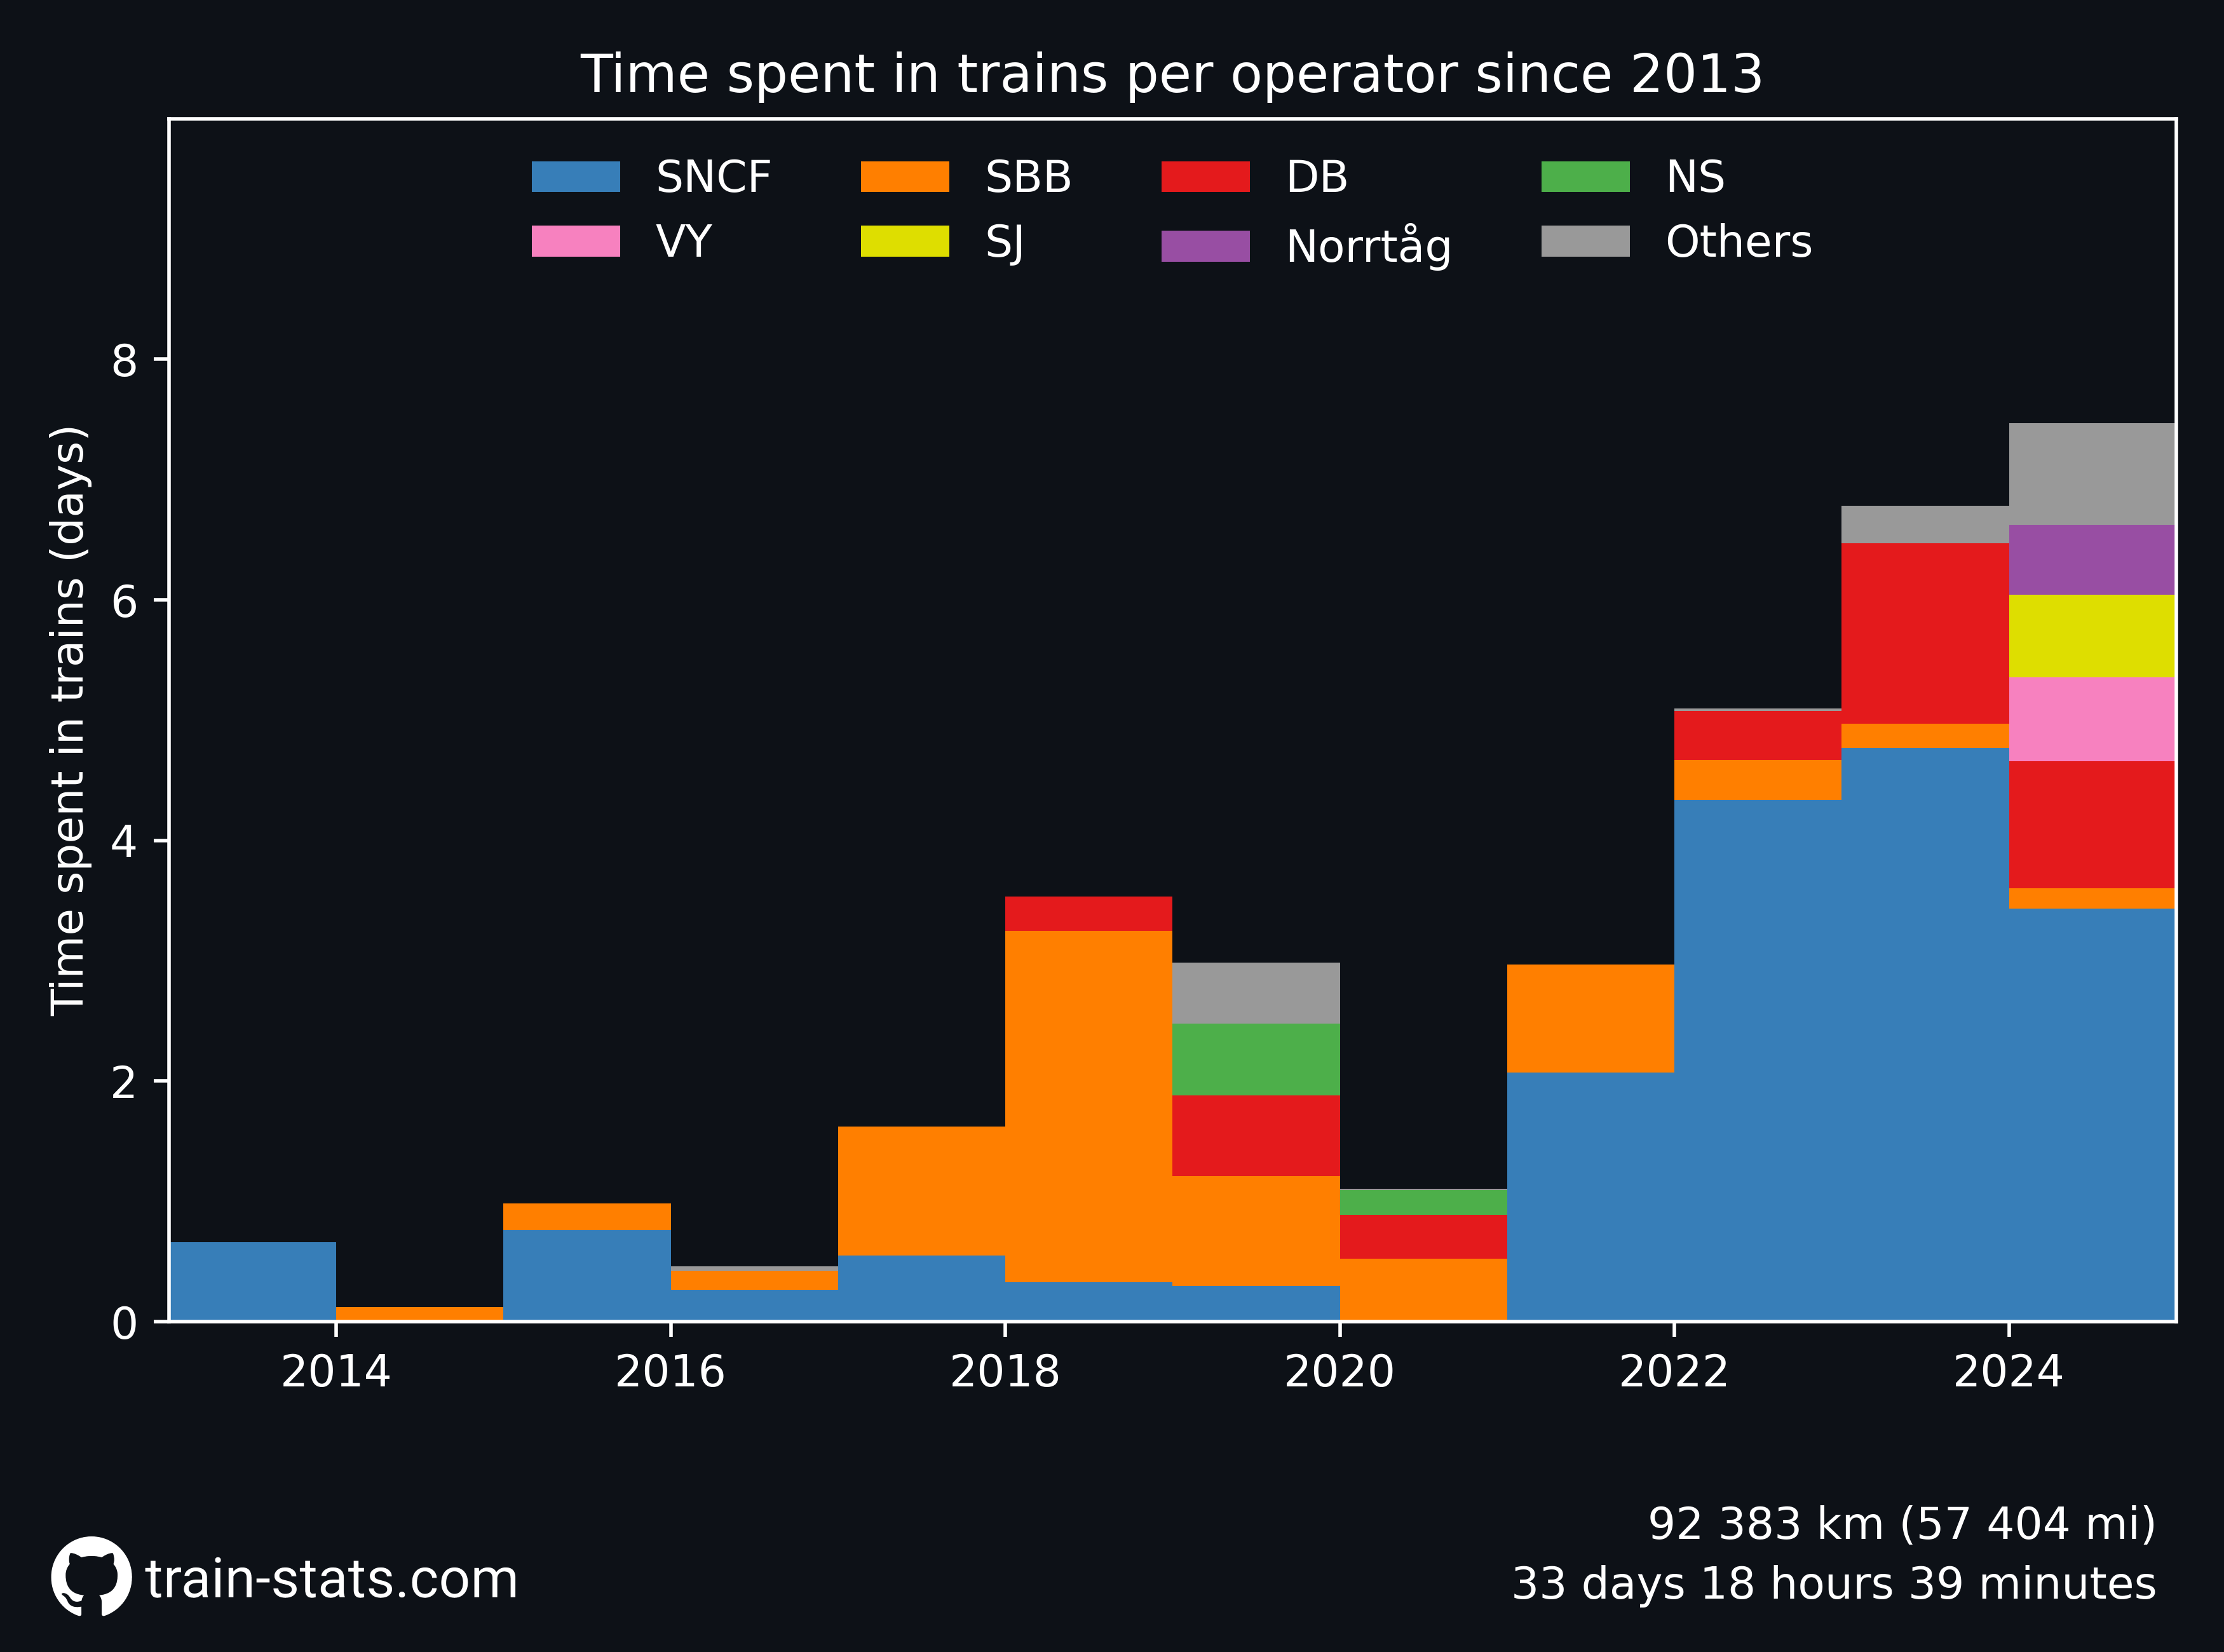 Time spent in trains per operator since 2013
SNCF SBB DB NS
VY SJ Norrtåg Others
Time spent in trains (days)
8
6
4
2
0
2014 2016 2018 2020 2022 2024
92 383 km (57 404 mi)
train-stats.com
33 days 18 hours 39 minutes